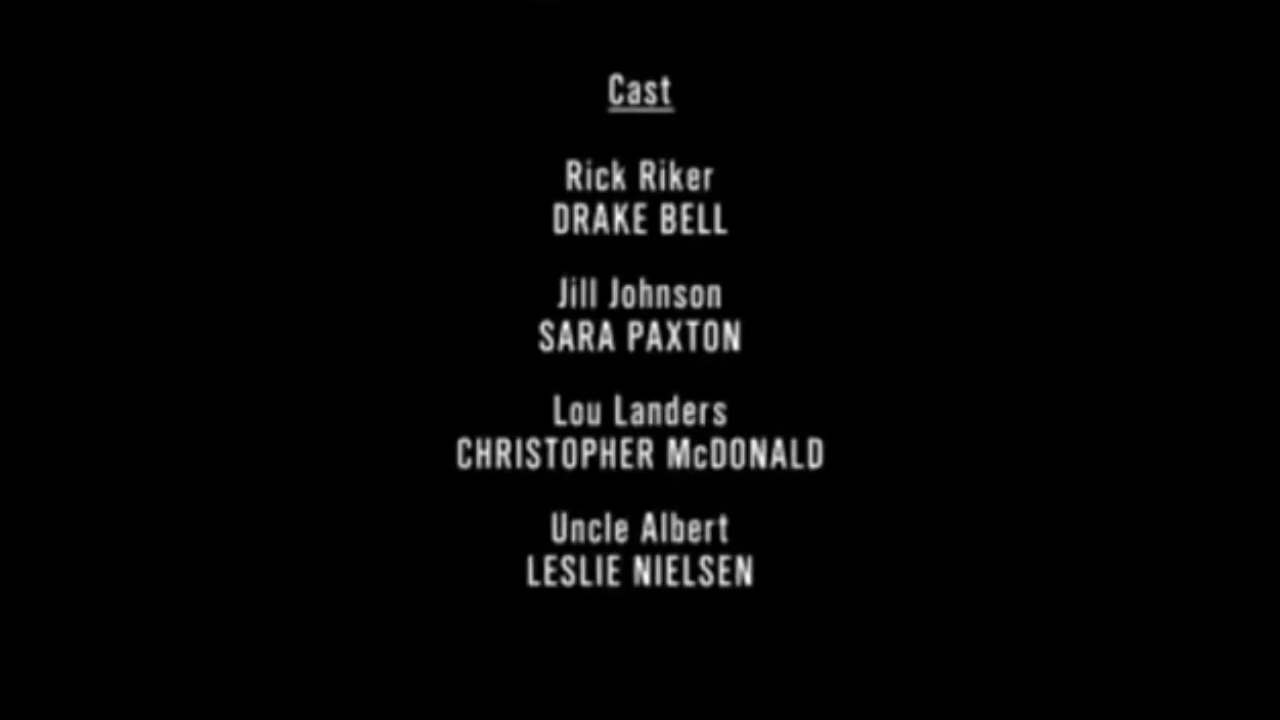 Cast
Rick Riker
DRAKE BELL
Jill Johnson
SARA PAXTON
Lou Landers
CHRISTOPHER McDONALD
Uncle Albert
LESLIE NIELSEN